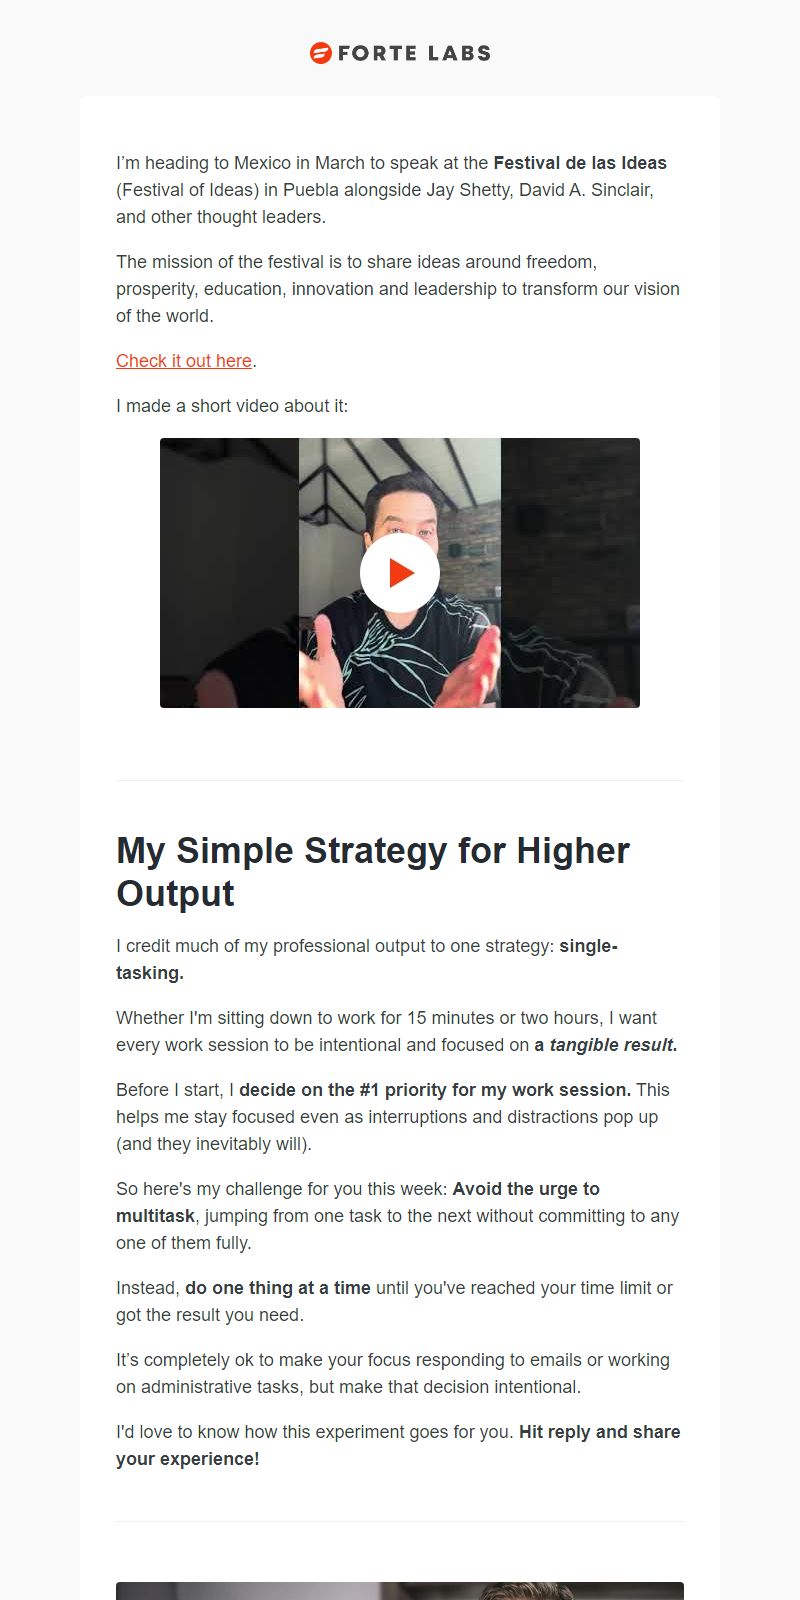 FORTE LABS
I’m heading to Mexico in March to speak at the Festival de las Ideas
(Festival of Ideas) in Puebla alongside Jay Shetty, David A. Sinclair,
and other thought leaders.
The mission of the festival is to share ideas around freedom,
prosperity, education, innovation and leadership to transform our vision
of the world.
Check it out here.
I made a short video about it:
My Simple Strategy for Higher
Output
I credit much of my professional output to one strategy: single-
tasking.
Whether I'm sitting down to work for 15 minutes or two hours, I want
every work session to be intentional and focused on a tangible result.
Before I start, I decide on the #1 priority for my work session. This
helps me stay focused even as interruptions and distractions pop up
(and they inevitably will).
So here's my challenge for you this week: Avoid the urge to
multitask, jumping from one task to the next without committing to any
one of them fully.
Instead, do one thing at a time until you've reached your time limit or
got the result you need.
It’s completely ok to make your focus responding to emails or working
on administrative tasks, but make that decision intentional.
I'd love to know how this experiment goes for you. Hit reply and share
your experience!